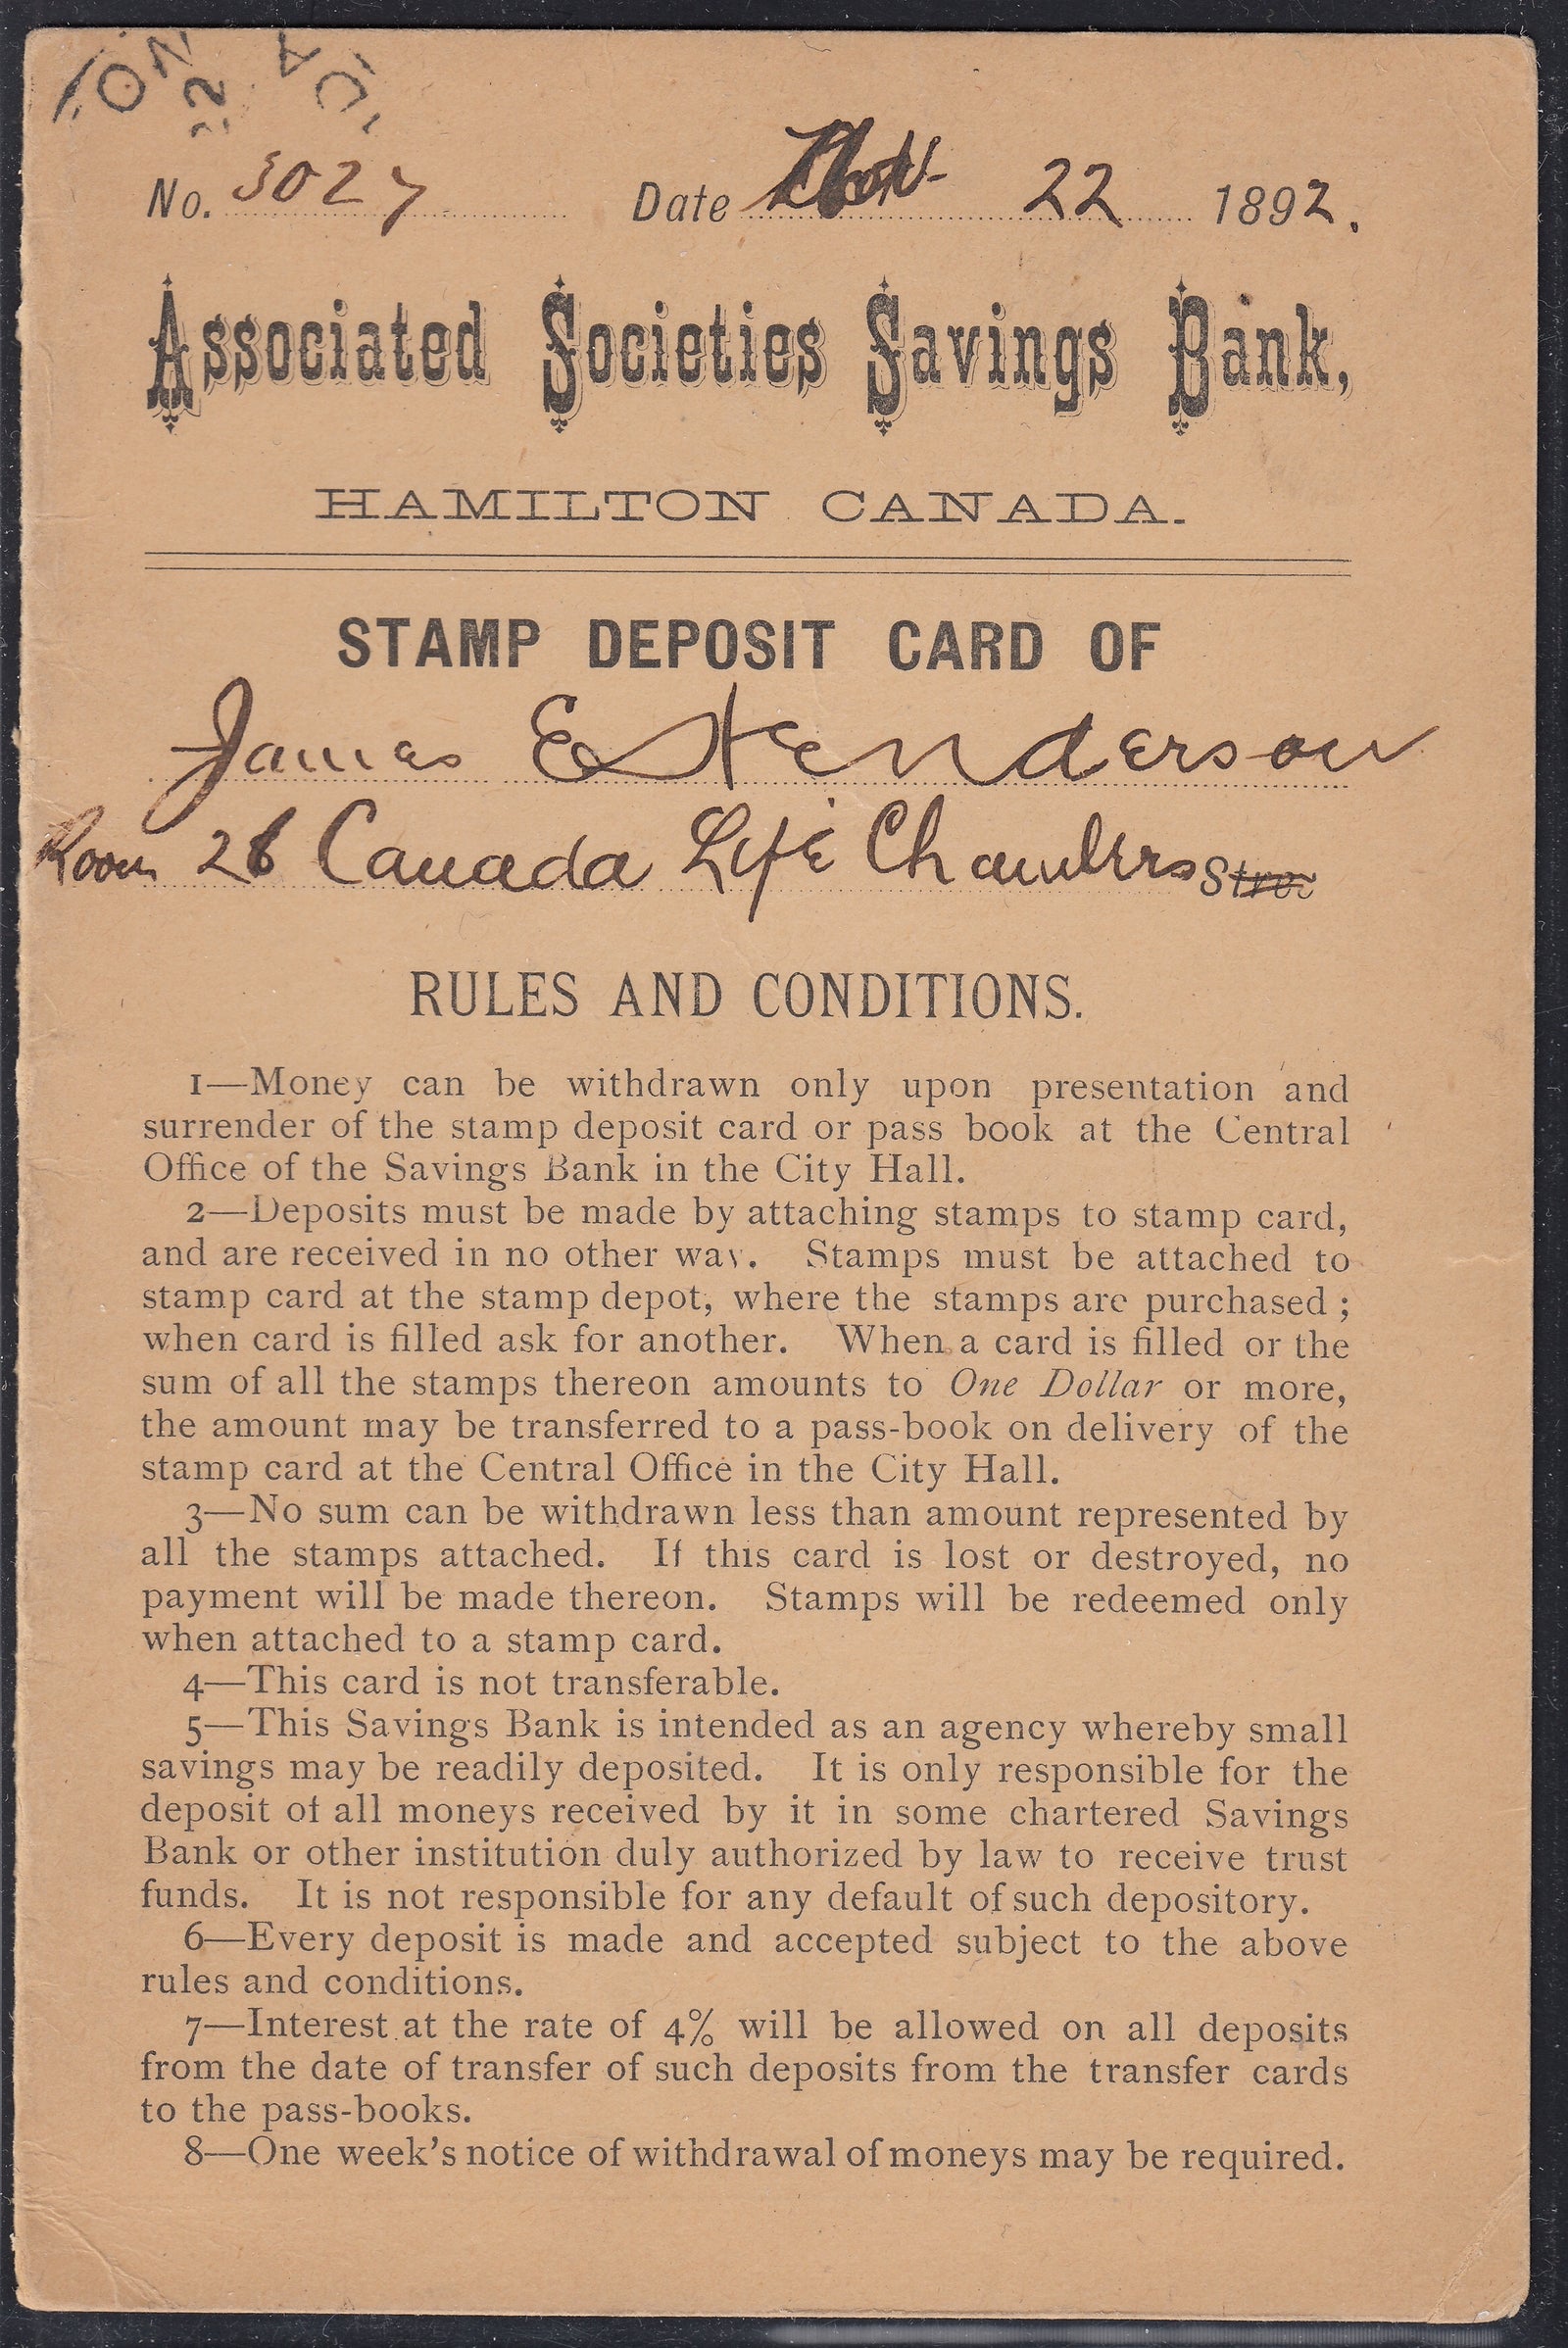 TON
22
CA
No. 3027 Date Nov 22 1892.
Associated Societies Savings Bank,
HAMILTON CANADA.
STAMP DEPOSIT CARD OF
James E Henderson
Room 26 Canada Life Chambers Street
RULES AND CONDITIONS.
1—Money can be withdrawn only upon presentation and
surrender of the stamp deposit card or pass book at the Central
Office of the Savings Bank in the City Hall.
2—Deposits must be made by attaching stamps to stamp card,
and are received in no other way. Stamps must be attached to
stamp card at the stamp depot, where the stamps are purchased ;
when card is filled ask for another. When a card is filled or the
sum of all the stamps thereon amounts to One Dollar or more,
the amount may be transferred to a pass-book on delivery of the
stamp card at the Central Office in the City Hall.
3—No sum can be withdrawn less than amount represented by
all the stamps attached. If this card is lost or destroyed, no
payment will be made thereon. Stamps will be redeemed only
when attached to a stamp card.
4—This card is not transferable.
5—This Savings Bank is intended as an agency whereby small
savings may be readily deposited. It is only responsible for the
deposit of all moneys received by it in some chartered Savings
Bank or other institution duly authorized by law to receive trust
funds. It is not responsible for any default of such depository.
6—Every deposit is made and accepted subject to the above
rules and conditions.
7—Interest at the rate of 4% will be allowed on all deposits
from the date of transfer of such deposits from the transfer cards
to the pass-books.
8—One week's notice of withdrawal of moneys may be required.